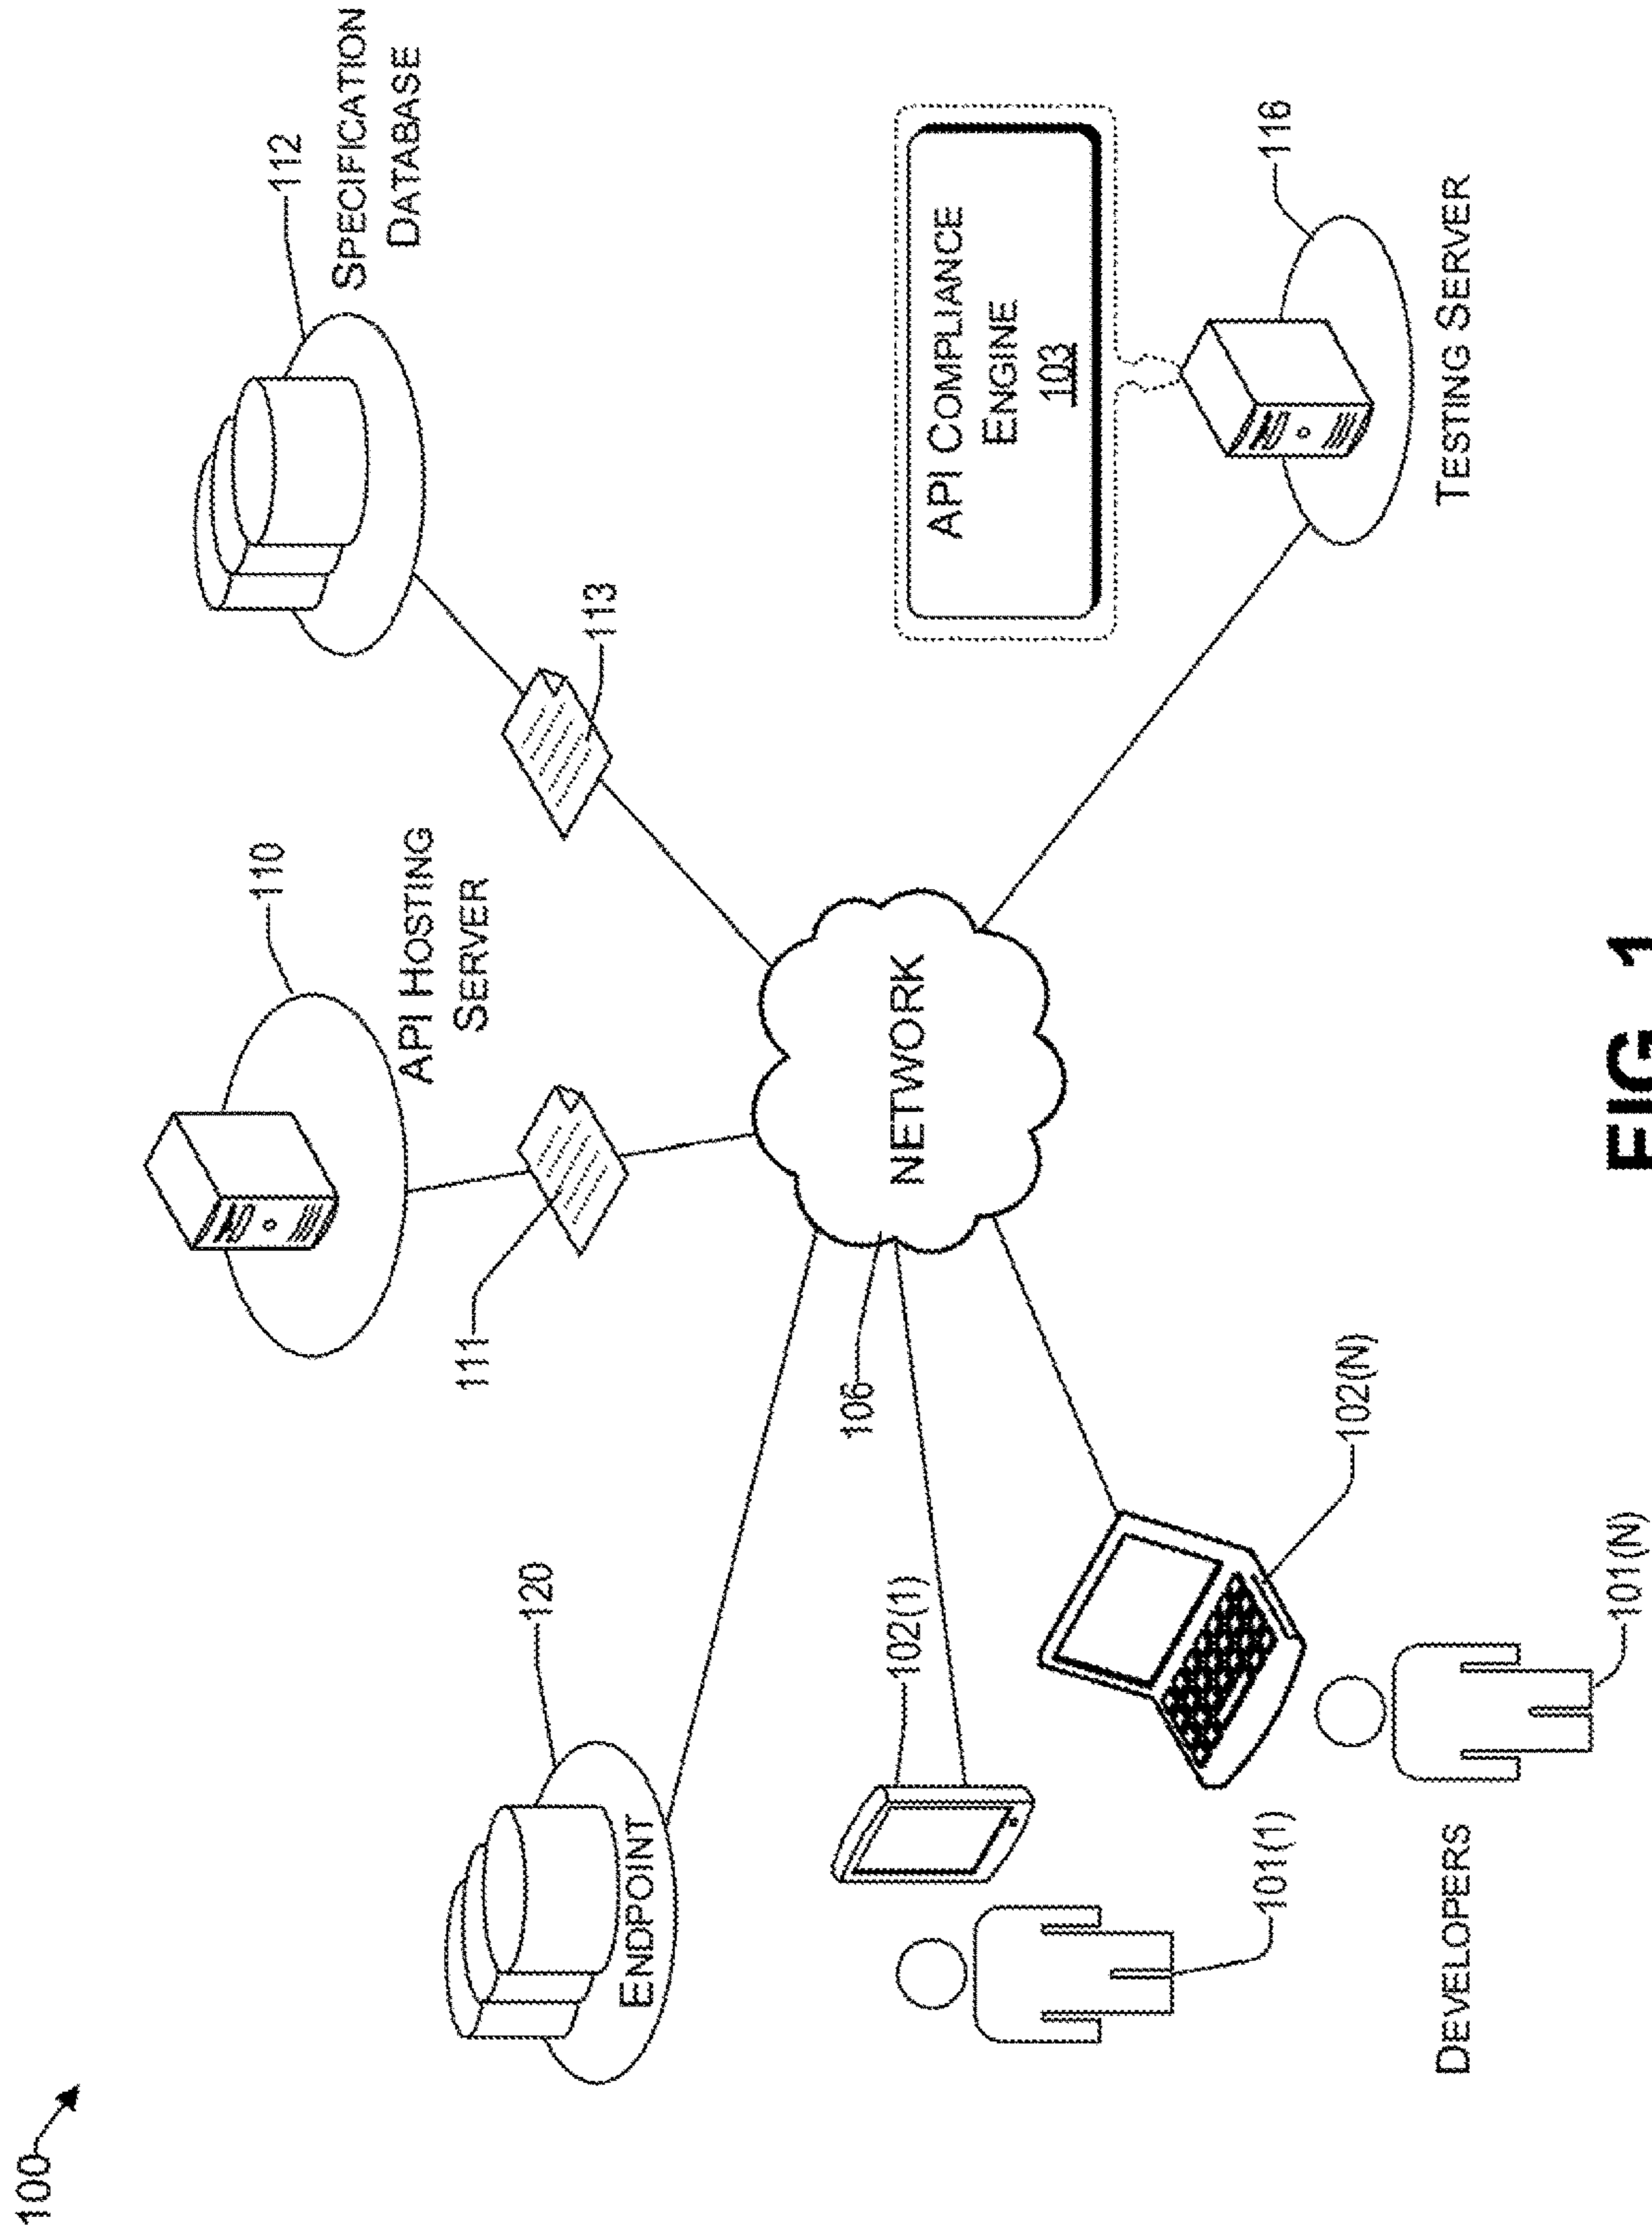 100
120
ENDPOINT
110
API HOSTING
SERVER
111
112
SPECIFICATION
DATABASE
113
106
NETWORK
102(1)
102(N)
101(1)
101(N)
DEVELOPERS
API COMPLIANCE
ENGINE
103
116
TESTING SERVER
FIG. 1